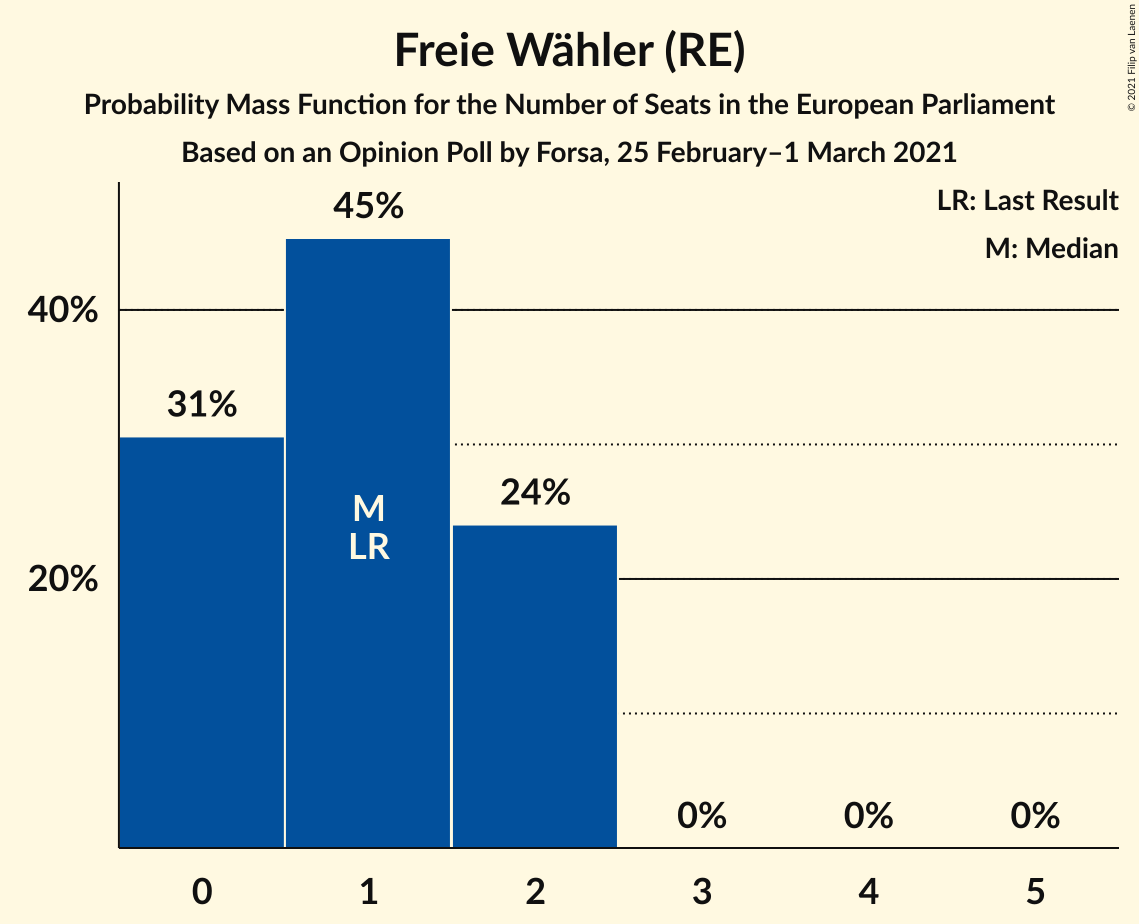 Freie Wähler (RE)
Probability Mass Function for the Number of Seats in the European Parliament
Based on an Opinion Poll by Forsa, 25 February–1 March 2021
© 2021 Filip van Laenen
LR: Last Result
M: Median
45%
40%
31%
24%
M
LR
20%
0%
0%
0%
0
1
2
3
4
5